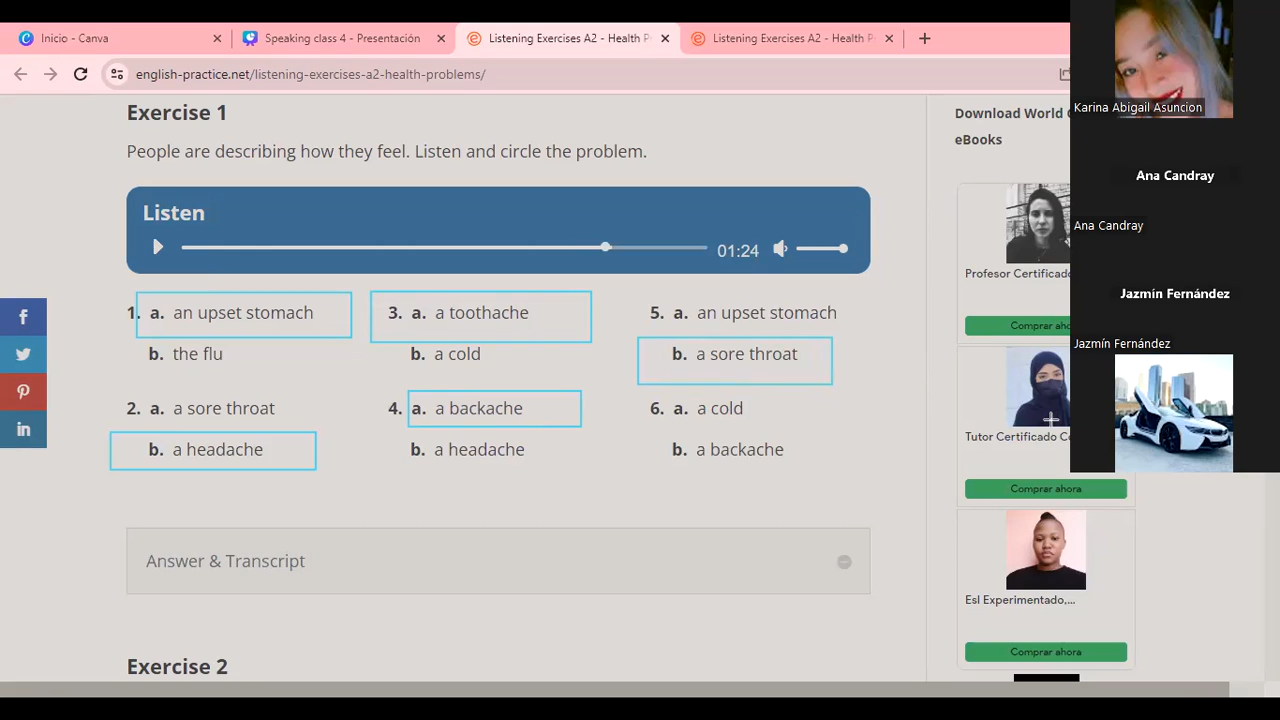 Inicio - Canva
Speaking class 4 - Presentación
Listening Exercises A2 - Health P
Listening Exercises A2 - Health P
english-practice.net/listening-exercises-a2-health-problems/
Karina Abigail Asuncion
Ana Candray
Ana Candray
Jazmín Fernández
Jazmín Fernández
Exercise 1
People are describing how they feel. Listen and circle the problem.
Listen
01:24
1. a. an upset stomach
b. the flu
2. a. a sore throat
b. a headache
3. a. a toothache
b. a cold
4. a. a backache
b. a headache
5. a. an upset stomach
b. a sore throat
6. a. a cold
b. a backache
Answer & Transcript
Exercise 2
Download World
eBooks
Profesor Certificado
Comprar aho
Tutor Certificado Co
Comprar ahora
Esl Experimentado,...
Comprar ahora